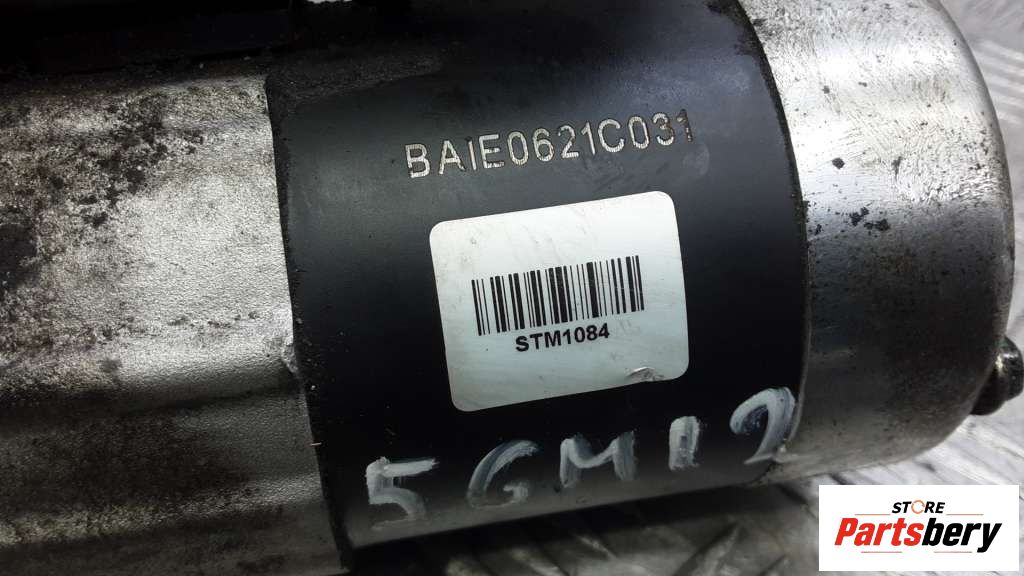 BAIE0621C031
STM1084
5GM12
STORE
Partsbery